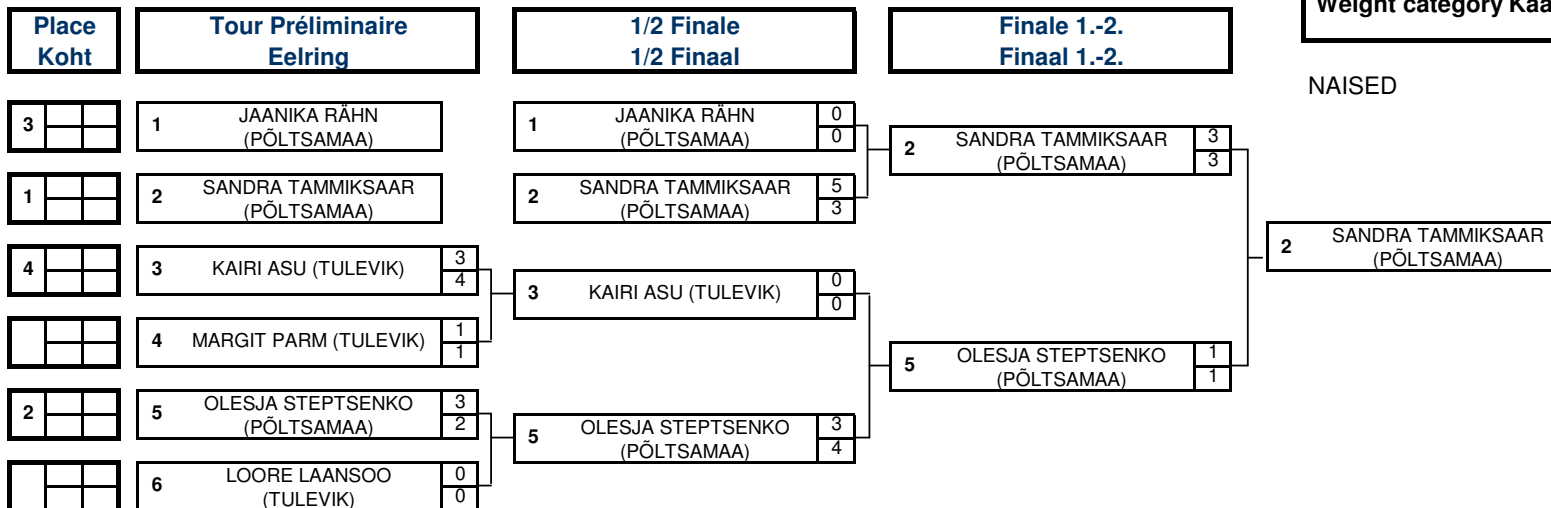 Weight category
Place
Koht
Tour Préliminaire
Eelring
1/2 Finale
1/2 Finaal
Finale 1.-2.
Finaal 1.-2.
NAISED
3
1
JAANIKA RÄHN
(PÕLTSAMAA)
1
JAANIKA RÄHN
(PÕLTSAMAA)
0
0
2
SANDRA TAMMIKSAAR
(PÕLTSAMAA)
3
3
1
2
SANDRA TAMMIKSAAR
(PÕLTSAMAA)
2
SANDRA TAMMIKSAAR
(PÕLTSAMAA)
5
3
2
SANDRA TAMMIKSAAR
(PÕLTSAMAA)
4
3
KAIRI ASU (TULEVIK)
3
4
3
KAIRI ASU (TULEVIK)
0
0
4
MARGIT PARM (TULEVIK)
1
1
5
OLESJA STEPTSENKO
(PÕLTSAMAA)
1
1
2
5
OLESJA STEPTSENKO
(PÕLTSAMAA)
3
2
5
OLESJA STEPTSENKO
(PÕLTSAMAA)
3
4
6
LOORE LAANSOO
(TULEVIK)
0
0